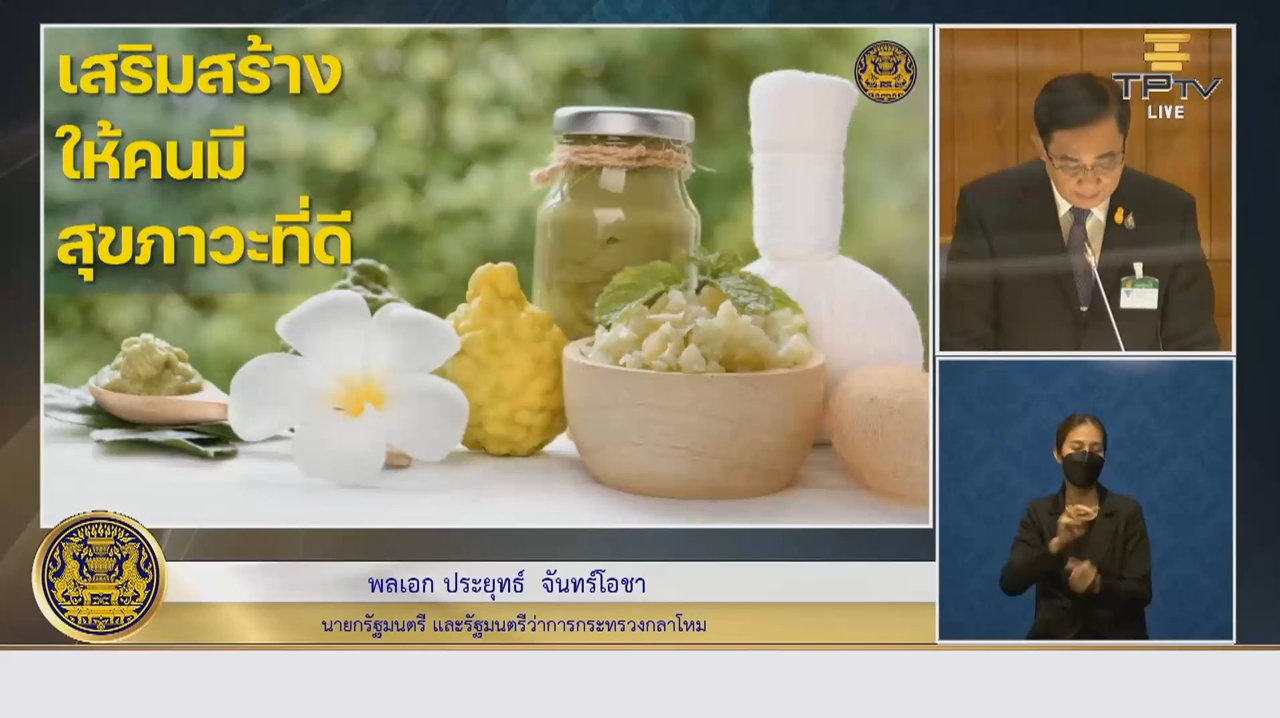 เสริมสร้าง
ให้คนมี
สุขภาวะที่ดี
TPTV
LIVE
พลเอก ประยุทธ์ จันทร์โอชา
นายกรัฐมนตรี และรัฐมนตรีว่าการกระทรวงกลาโหม